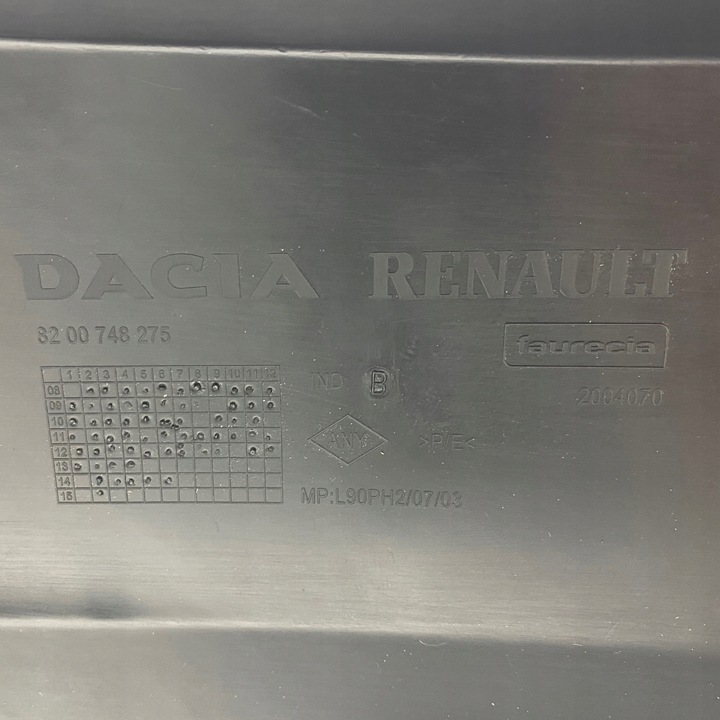 DACIA RENAULT
82 00 748 275
faurecia
1 2 3 4 5 6 7 8 9 10 11 12
08
09
10
11
12
13
14
15
IND B
2004070
ANY
>P/E<
MP:L90PH2/07/03